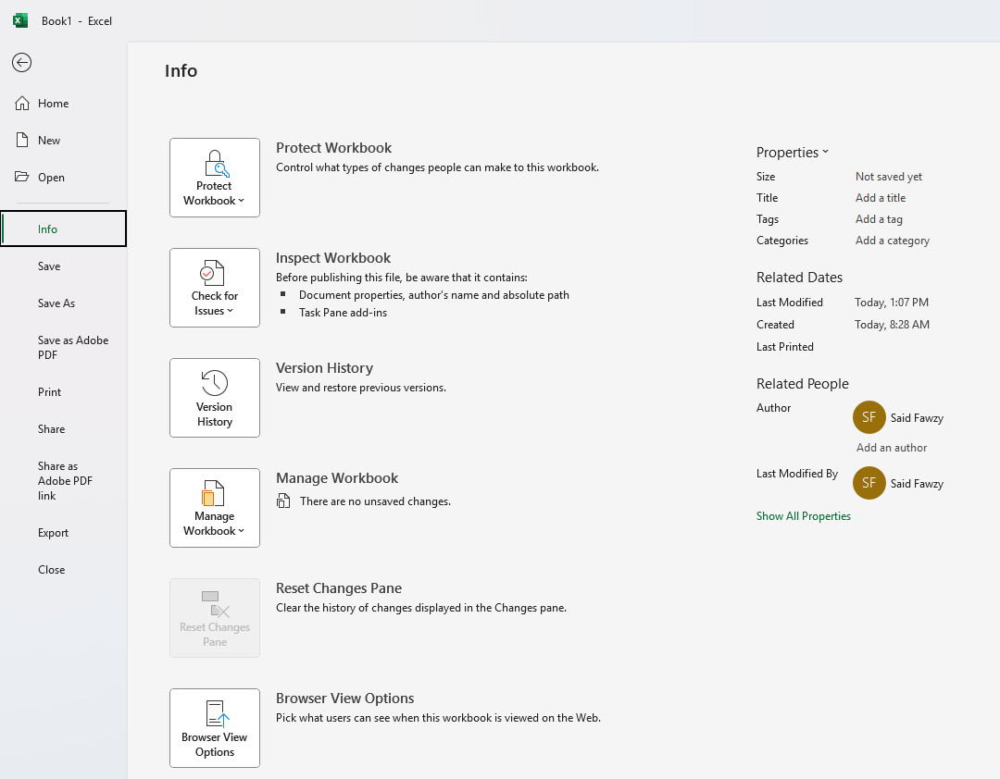 Book1 - Excel
Home
New
Open
Info
Save
Save As
Save as Adobe
PDF
Print
Share
Share as
Adobe PDF
link
Export
Close
Info
Protect
Workbook
Protect Workbook
Control what types of changes people can make to this workbook.
Check for
Issues
Inspect Workbook
Before publishing this file, be aware that it contains:
Document properties, author's name and absolute path
Task Pane add-ins
Version
History
Version History
View and restore previous versions.
Manage
Workbook
Manage Workbook
There are no unsaved changes.
Reset Changes
Pane
Reset Changes Pane
Clear the history of changes displayed in the Changes pane.
Browser View
Options
Browser View Options
Pick what users can see when this workbook is viewed on the Web.
Properties
Size Not saved yet
Title Add a title
Tags Add a tag
Categories Add a category
Related Dates
Last Modified Today, 1:07 PM
Created Today, 8:28 AM
Last Printed
Related People
Author SF Said Fawzy
Add an author
Last Modified By SF Said Fawzy
Show All Properties